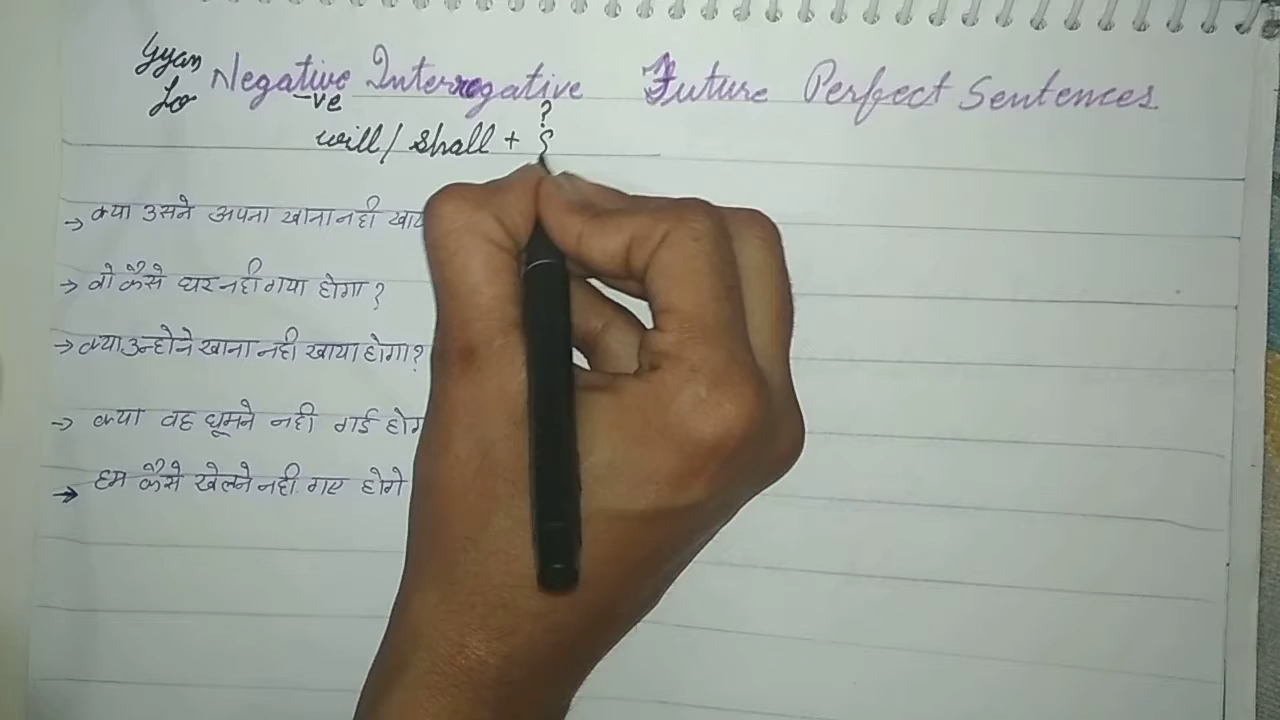 Gyan
Negative Interrogative Future Perfect Sentences
-ve ?
will / shall + S
→ क्या उसने अपना खाना नही
→ वो कैसे घर नही गया होगा ?
→ क्या उन्होने खाना नही खाया होगा ?
→ क्या वह घूमने नही गई
→ हम कैसे खेलने नही गए होगे